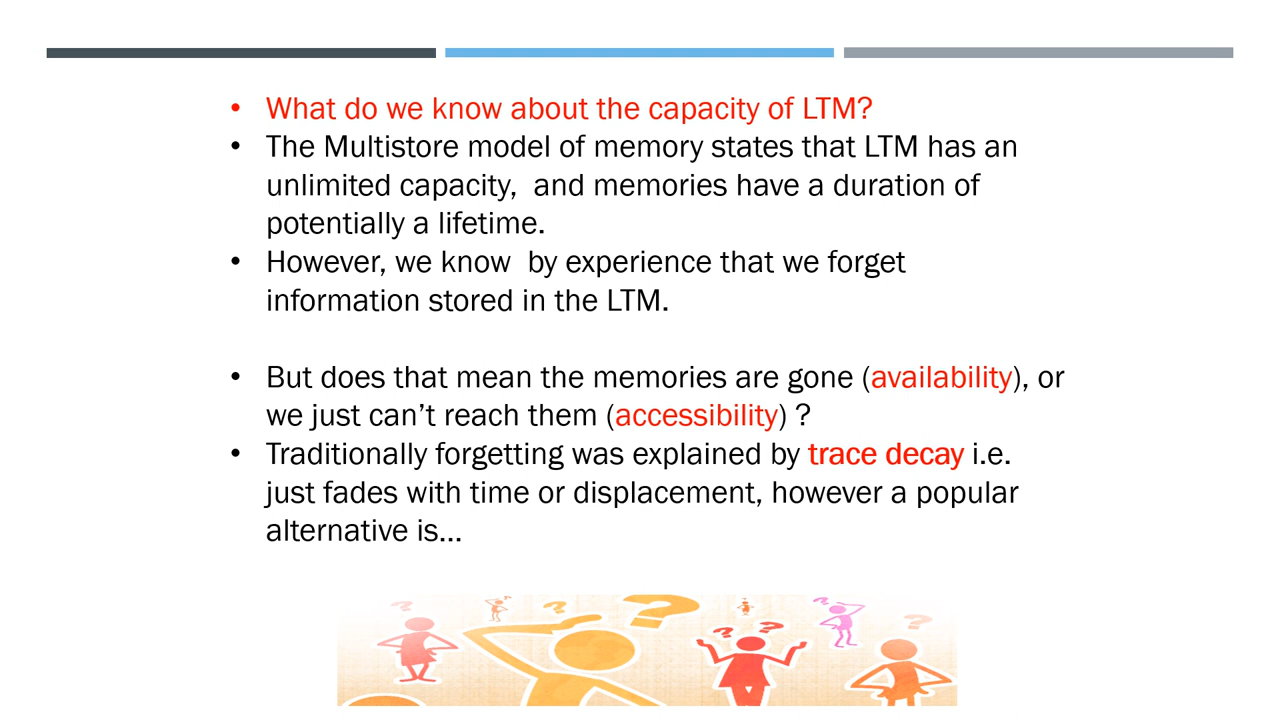 • What do we know about the capacity of LTM?
• The Multistore model of memory states that LTM has an
unlimited capacity,  and memories have a duration of
potentially a lifetime.
• However, we know  by experience that we forget
information stored in the LTM.
• But does that mean the memories are gone (availability), or
we just can’t reach them (accessibility) ?
• Traditionally forgetting was explained by trace decay i.e.
just fades with time or displacement, however a popular
alternative is…